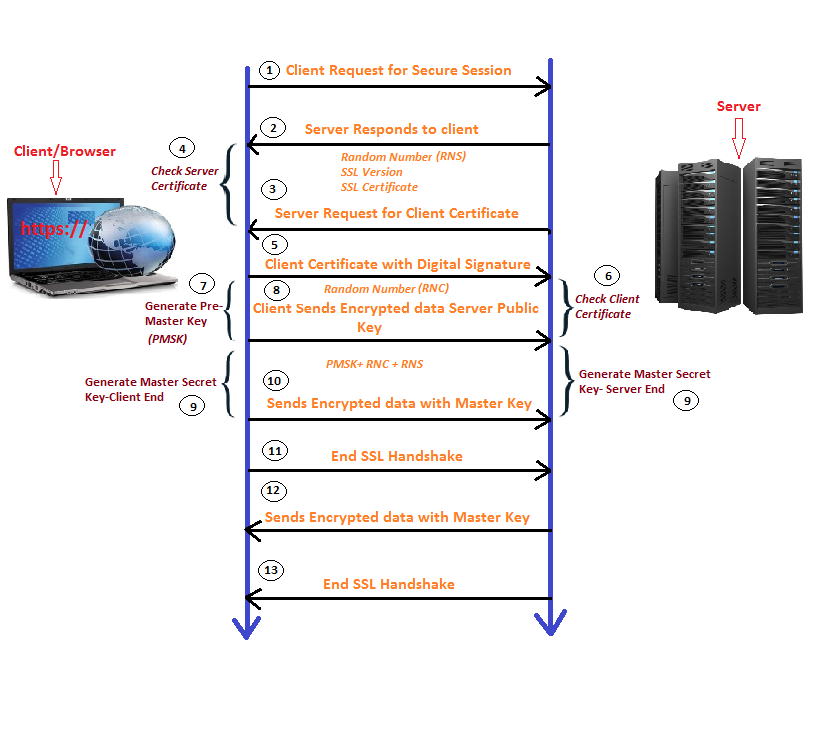 1 Client Request for Secure Session
Server
2 Server Responds to client
Client/Browser
4
Check Server
Certificate
Random Number (RNS)
SSL Version
SSL Certificate
3
Server Request for Client Certificate
https://
5
Client Certificate with Digital Signature
6
Check Client
Certificate
7
Generate Pre-
Master Key
(PMSK)
8
Random Number (RNC)
Client Sends Encrypted data Server Public
Key
PMSK+ RNC + RNS
Generate Master Secret
Key-Client End
9
Generate Master Secret
Key- Server End
9
10
Sends Encrypted data with Master Key
11
End SSL Handshake
12
Sends Encrypted data with Master Key
13
End SSL Handshake